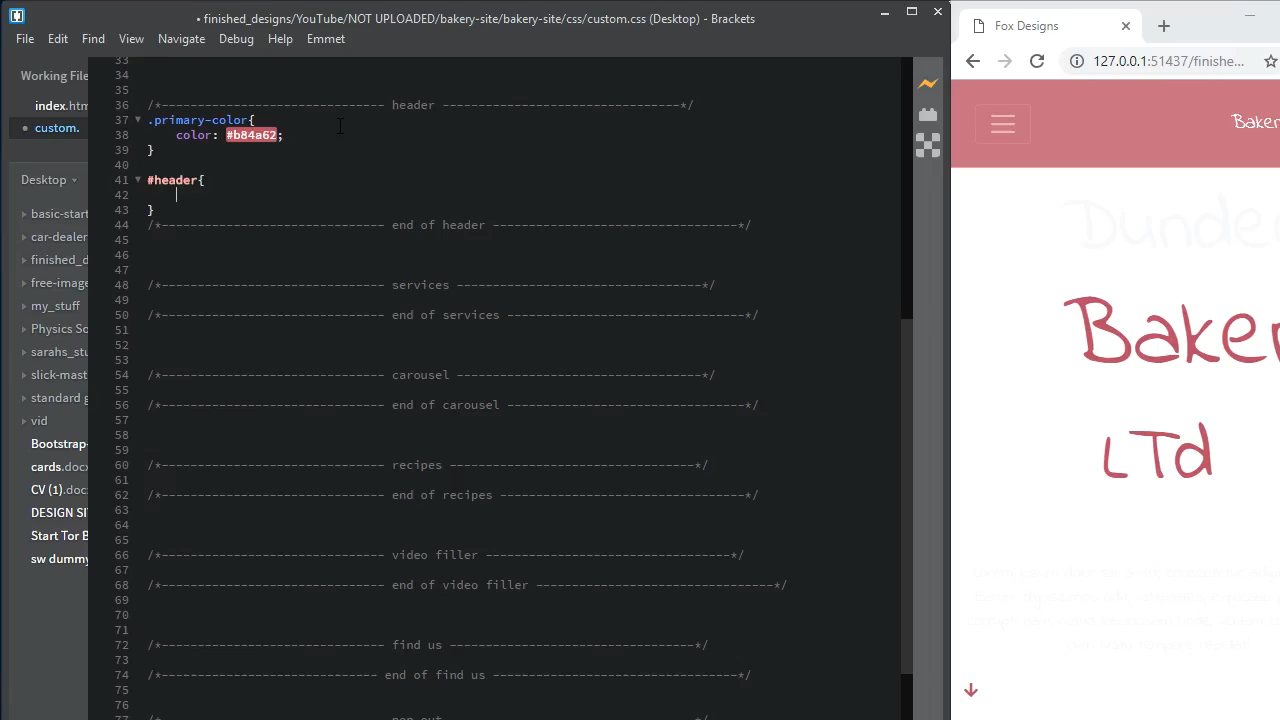 • finished_designs/YouTube/NOT UPLOADED/bakery-site/bakery-site/css/custom.css (Desktop) - Brackets
File Edit Find View Navigate Debug Help Emmet
Working File
index.htm
• custom.
Desktop
basic-start
car-dealer
finished_d
free-image
my_stuff
Physics So
sarahs_stu
slick-mast
standard g
vid
Bootstrap-
cards.docx
CV (1).docx
DESIGN SIT
Start Tor B
sw dummy
33
34
35
36 /*---------------------------- header ------------------------------*/
37 .primary-color{
38 color: #b84a62;
39 }
40
41 #header{
42
43 }
44 /*---------------------------- end of header -------------------------------*/
45
46
47
48 /*---------------------------- services -------------------------------*/
49
50 /*---------------------------- end of services -------------------------------*/
51
52
53
54 /*---------------------------- carousel -------------------------------*/
55
56 /*---------------------------- end of carousel -------------------------------*/
57
58
59
60 /*---------------------------- recipes -------------------------------*/
61
62 /*---------------------------- end of recipes -------------------------------*/
63
64
65
66 /*---------------------------- video filler -------------------------------*/
67
68 /*---------------------------- end of video filler -------------------------------*/
69
70
71
72 /*---------------------------- find us -------------------------------*/
73
74 /*---------------------------- end of find us -------------------------------*/
75
76
Fox Designs
127.0.0.1:51437/finishe...
Baker
Dunder
Baker
LTd